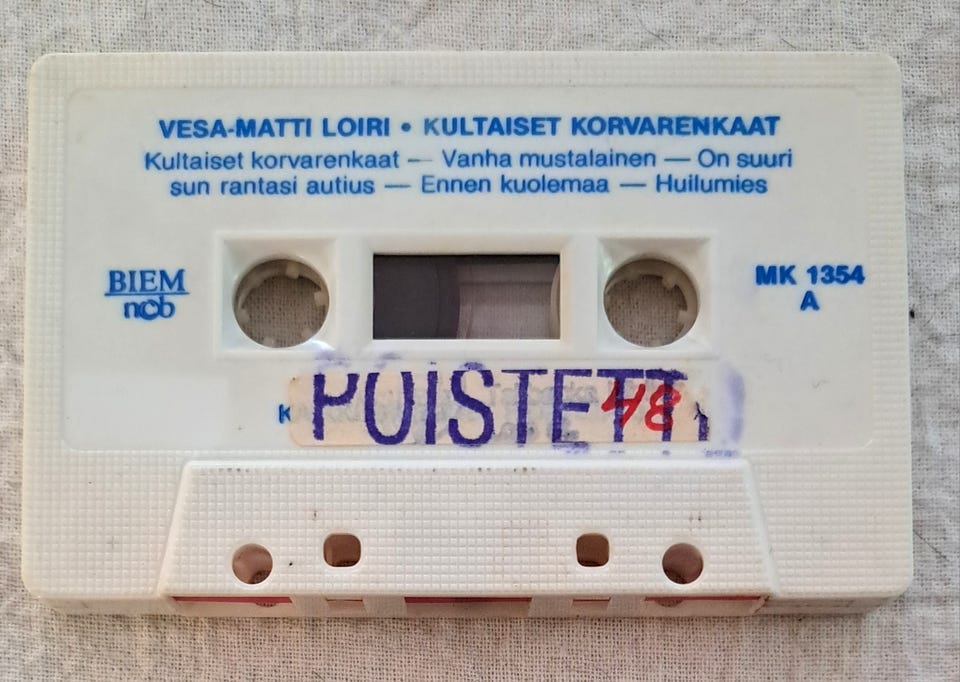 VESA-MATTI LOIRI • KULTAISET KORVARENKAAT
Kultaiset korvarenkaat — Vanha mustalainen — On suuri
sun rantasi autius — Ennen kuolemaa — Huilumies
BIEM
ncb
MK 1354
A
POISTETTU
48